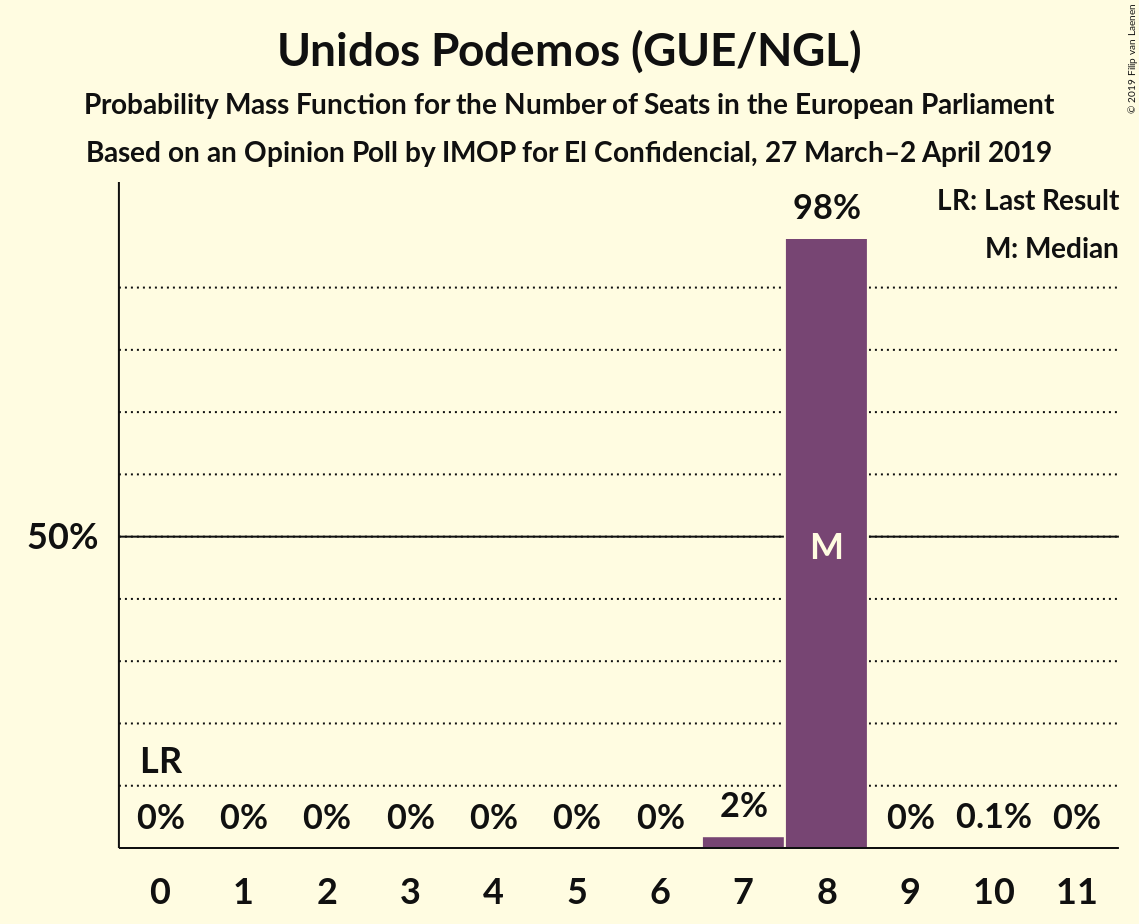 Unidos Podemos (GUE/NGL)
Probability Mass Function for the Number of Seats in the European Parliament
Based on an Opinion Poll by IMOP for El Confidencial, 27 March–2 April 2019
© 2019 Filip van Laenen
LR: Last Result
M: Median
98%
50%
M
LR
0% 0% 0% 0% 0% 0% 0% 2% 0% 0.1% 0%
0 1 2 3 4 5 6 7 8 9 10 11